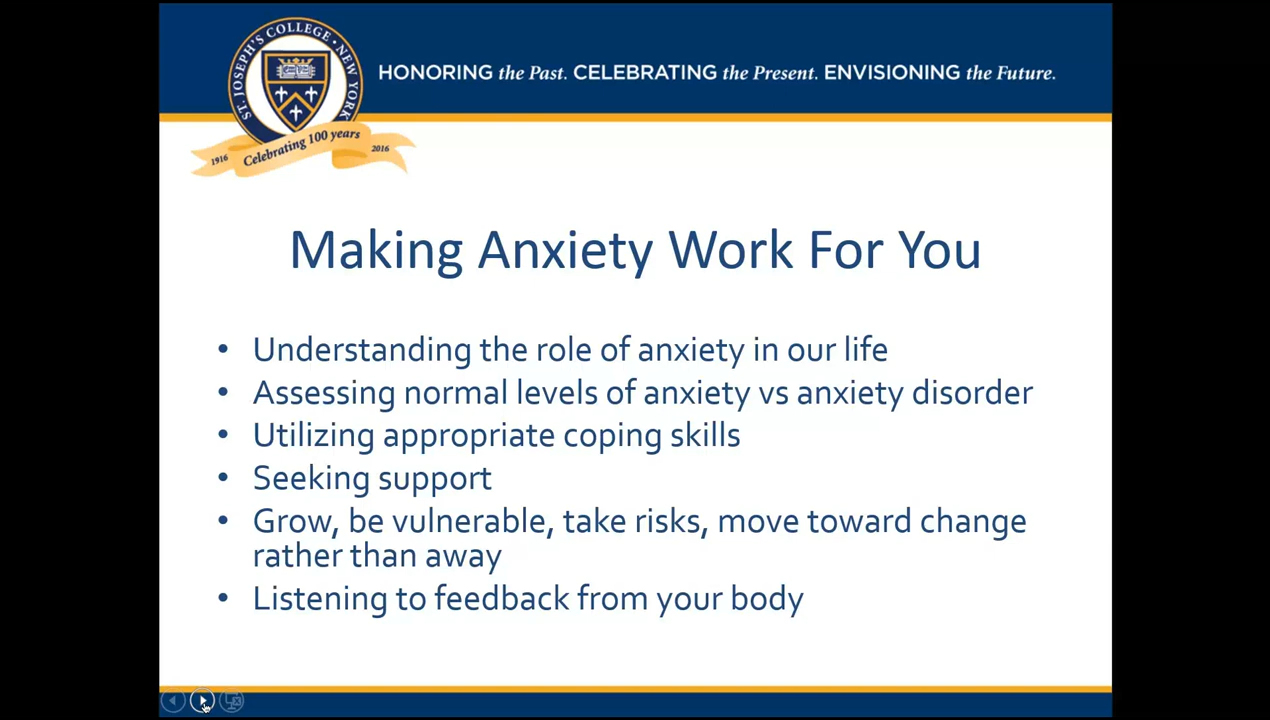 ST. JOSEPH'S COLLEGE • NEW YORK
HONORING the Past. CELEBRATING the Present. ENVISIONING the Future.
1916 Celebrating 100 years 2016
Making Anxiety Work For You
• Understanding the role of anxiety in our life
• Assessing normal levels of anxiety vs anxiety disorder
• Utilizing appropriate coping skills
• Seeking support
• Grow, be vulnerable, take risks, move toward change
rather than away
• Listening to feedback from your body